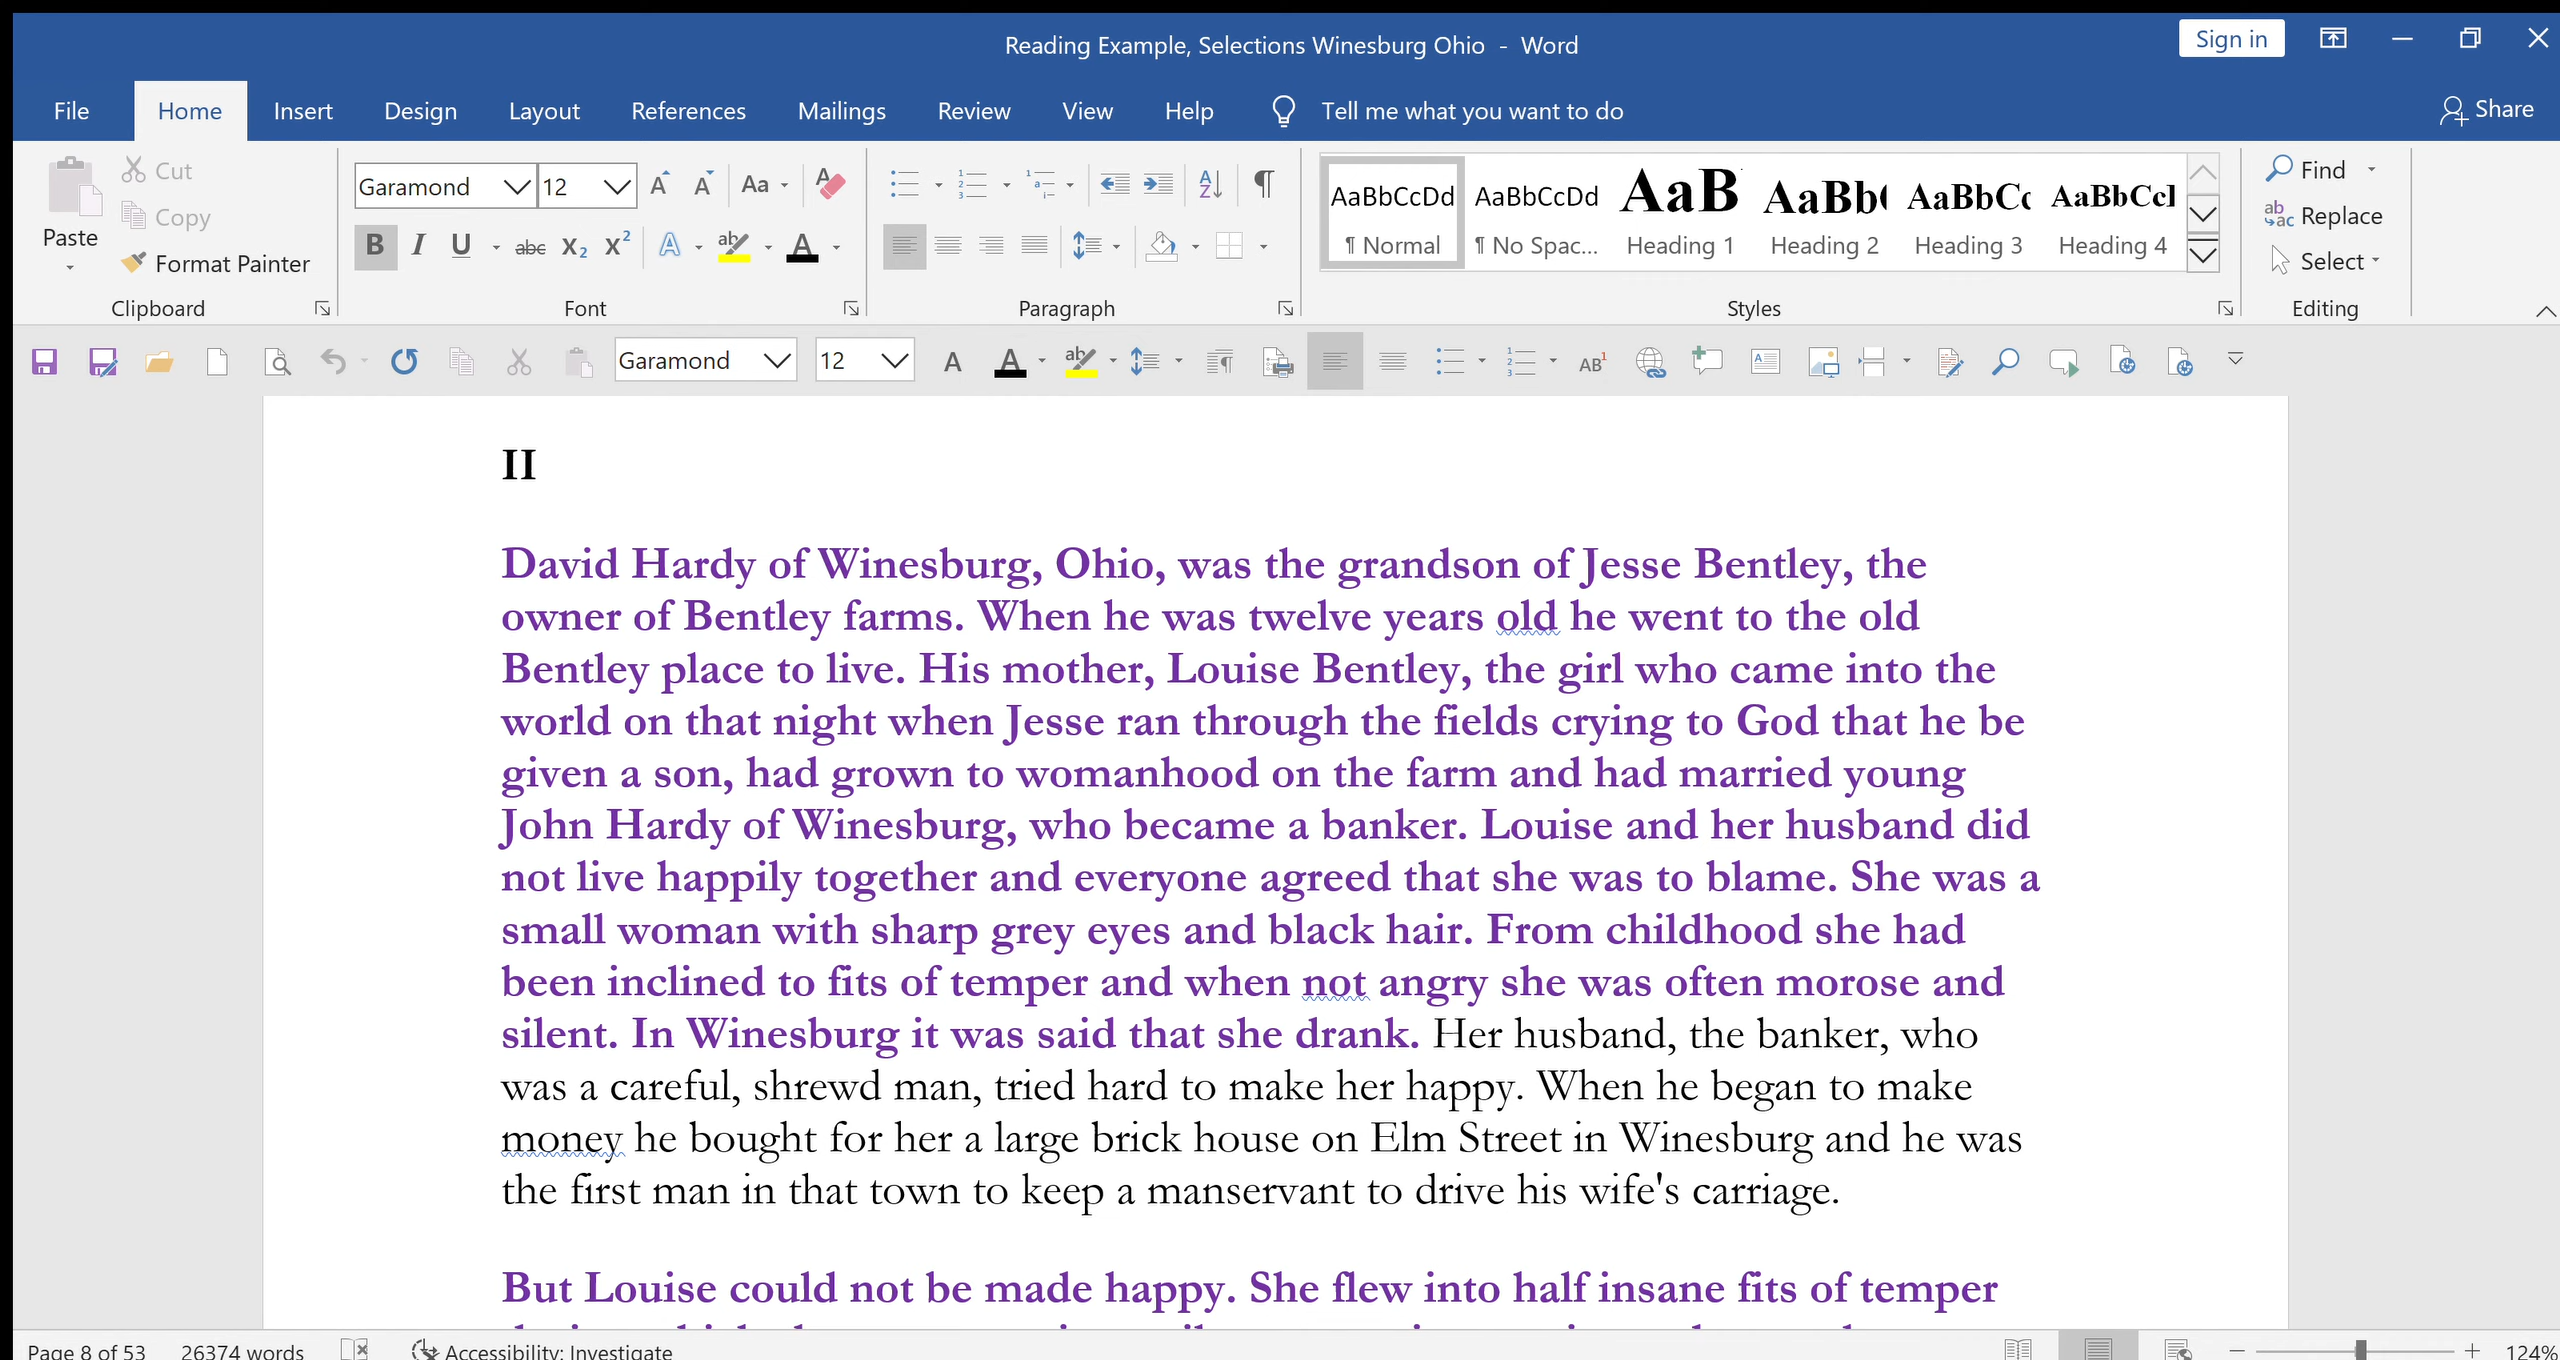 Reading Example, Selections Winesburg Ohio - Word
Sign in
File Home Insert Design Layout References Mailings Review View Help Tell me what you want to do Share
Paste
Cut
Copy
Format Painter
Clipboard
Garamond 12
Font
Paragraph
AaBbCcDd AaBbCcDd AaB AaBb AaBbCc AaBbCcl
¶ Normal ¶ No Spac... Heading 1 Heading 2 Heading 3 Heading 4
Styles
Find
Replace
Select
Editing
Garamond 12
II
David Hardy of Winesburg, Ohio, was the grandson of Jesse Bentley, the
owner of Bentley farms. When he was twelve years old he went to the old
Bentley place to live. His mother, Louise Bentley, the girl who came into the
world on that night when Jesse ran through the fields crying to God that he be
given a son, had grown to womanhood on the farm and had married young
John Hardy of Winesburg, who became a banker. Louise and her husband did
not live happily together and everyone agreed that she was to blame. She was a
small woman with sharp grey eyes and black hair. From childhood she had
been inclined to fits of temper and when not angry she was often morose and
silent. In Winesburg it was said that she drank. Her husband, the banker, who
was a careful, shrewd man, tried hard to make her happy. When he began to make
money he bought for her a large brick house on Elm Street in Winesburg and he was
the first man in that town to keep a manservant to drive his wife's carriage.
But Louise could not be made happy. She flew into half insane fits of temper
Page 8 of 53 26374 words Accessibility: Investigate 124%